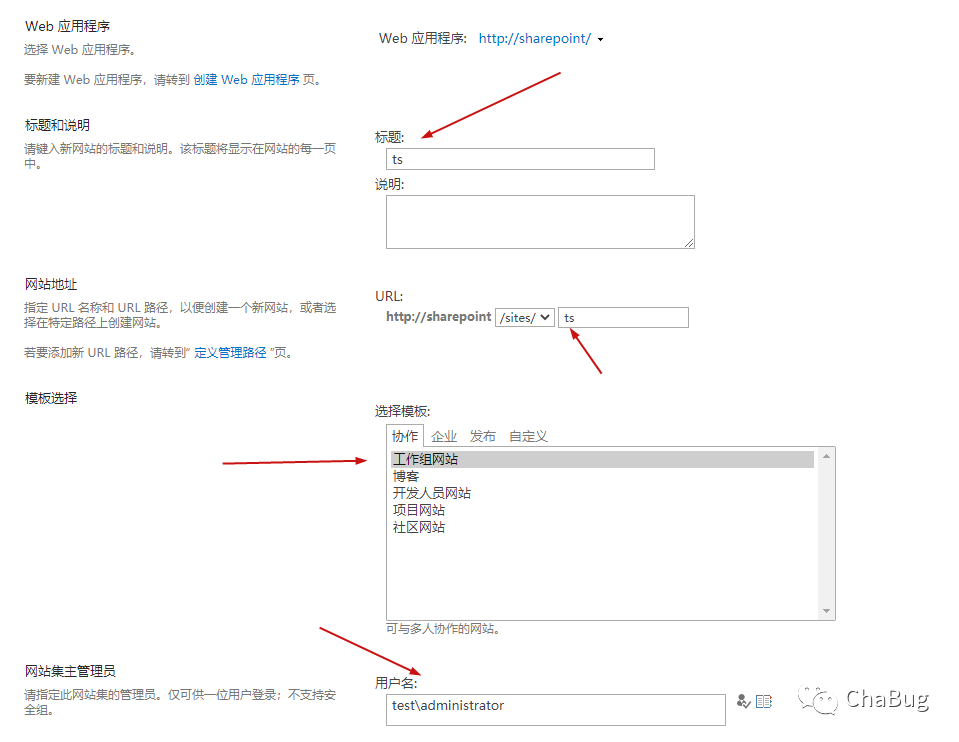 Web 应用程序
选择 Web 应用程序。
要新建 Web 应用程序，请转到 创建 Web 应用程序 页。
Web 应用程序: http://sharepoint/
标题和说明
请键入新网站的标题和说明。该标题将显示在网站的每一页
中。
标题:
ts
说明:
网站地址
指定 URL 名称和 URL 路径，以便创建一个新网站，或者选
择在特定路径上创建网站。
若要添加新 URL 路径，请转到“ 定义管理路径 ”页。
URL:
http://sharepoint /sites/ ts
模板选择
选择模板:
协作 企业 发布 自定义
工作组网站
博客
开发人员网站
项目网站
社区网站
可与多人协作的网站。
网站集主管理员
请指定此网站集的管理员。仅可供一位用户登录；不支持安
全组。
用户名:
test\administrator
ChaBug